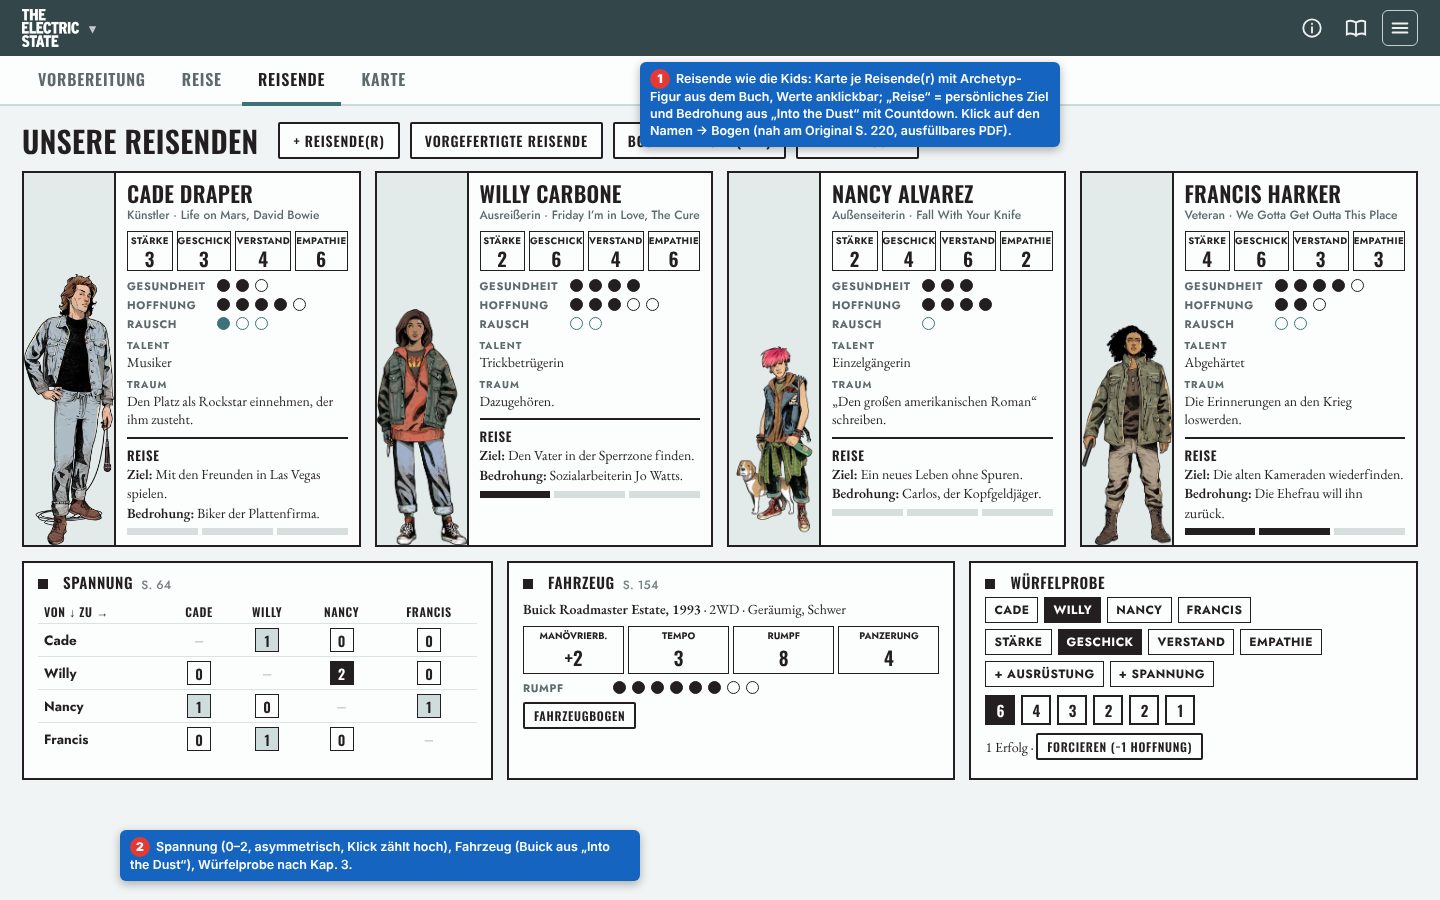 THE
ELECTRIC
STATE
VORBEREITUNG REISE REISENDE KARTE
1 Reisende wie die Kids: Karte je Reisende(r) mit Archetyp-
Figur aus dem Buch, Werte anklickbar; „Reise“ = persönliches Ziel
und Bedrohung aus „Into the Dust“ mit Countdown. Klick auf den
Namen → Bogen (nah am Original S. 220, ausfüllbares PDF).
UNSERE REISENDEN + REISENDE(R) VORGEFERTIGTE REISENDE
CADE DRAPER
Künstler · Life on Mars, David Bowie
STÄRKE GESCHICK VERSTAND EMPATHIE
3 3 4 6
GESUNDHEIT
HOFFNUNG
RAUSCH
TALENT
Musiker
TRAUM
Den Platz als Rockstar einnehmen, der
ihm zusteht.
REISE
Ziel: Mit den Freunden in Las Vegas
spielen.
Bedrohung: Biker der Plattenfirma.
WILLY CARBONE
Ausreißerin · Friday I'm in Love, The Cure
STÄRKE GESCHICK VERSTAND EMPATHIE
2 6 4 6
GESUNDHEIT
HOFFNUNG
RAUSCH
TALENT
Trickbetrügerin
TRAUM
Dazugehören.
REISE
Ziel: Den Vater in der Sperrzone finden.
Bedrohung: Sozialarbeiterin Jo Watts.
NANCY ALVAREZ
Außenseiterin · Fall With Your Knife
STÄRKE GESCHICK VERSTAND EMPATHIE
2 4 6 2
GESUNDHEIT
HOFFNUNG
RAUSCH
TALENT
Einzelgängerin
TRAUM
„Den großen amerikanischen Roman“
schreiben.
REISE
Ziel: Ein neues Leben ohne Spuren.
Bedrohung: Carlos, der Kopfgeldjäger.
FRANCIS HARKER
Veteran · We Gotta Get Outta This Place
STÄRKE GESCHICK VERSTAND EMPATHIE
4 6 3 3
GESUNDHEIT
HOFFNUNG
RAUSCH
TALENT
Abgehärtet
TRAUM
Die Erinnerungen an den Krieg
loswerden.
REISE
Ziel: Die alten Kameraden wiederfinden.
Bedrohung: Die Ehefrau will ihn
zurück.
SPANNUNG S. 64
VON ↓ ZU → CADE WILLY NANCY FRANCIS
Cade – 1 0 0
Willy 0 – 2 0
Nancy 1 0 – 1
Francis 0 1 0 –
FAHRZEUG S. 154
Buick Roadmaster Estate, 1993 · 2WD · Geräumig, Schwer
MANÖVRIERB. TEMPO RUMPF PANZERUNG
+2 3 8 4
RUMPF
FAHRZEUGBOGEN
WÜRFELPROBE
CADE WILLY NANCY FRANCIS
STÄRKE GESCHICK VERSTAND EMPATHIE
+ AUSRÜSTUNG + SPANNUNG
6 4 3 2 2 1
1 Erfolg · FORCIEREN (−1 HOFFNUNG)
2 Spannung (0–2, asymmetrisch, Klick zählt hoch), Fahrzeug (Buick aus „Into
the Dust“), Würfelprobe nach Kap. 3.